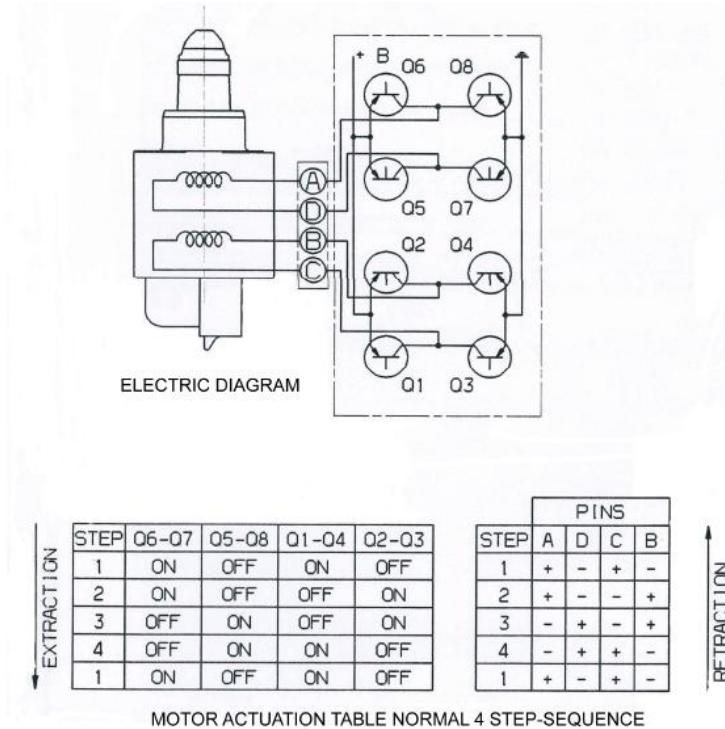 + B Q6 Q8
A
D
Q5 Q7
B
Q2 Q4
C
Q1 Q3
ELECTRIC DIAGRAM
EXTRACTION
STEP Q6-Q7 Q5-Q8 Q1-Q4 Q2-Q3
1 ON OFF ON OFF
2 ON OFF OFF ON
3 OFF ON OFF ON
4 OFF ON ON OFF
1 ON OFF ON OFF
PINS
STEP A D C B
1 + - + -
2 + - - +
3 - + - +
4 - + + -
1 + - + -
RETRACTION
MOTOR ACTUATION TABLE NORMAL 4 STEP-SEQUENCE